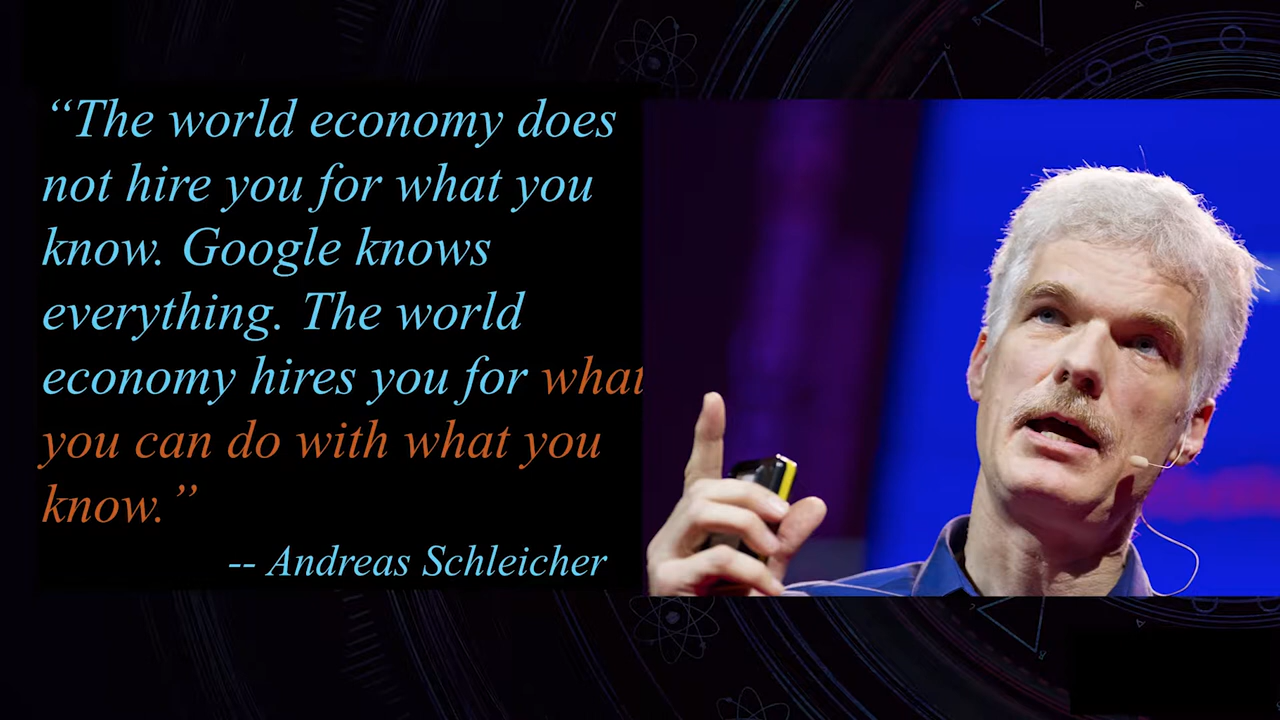 “The world economy does
not hire you for what you
know. Google knows
everything. The world
economy hires you for what
you can do with what you
know.”
-- Andreas Schleicher